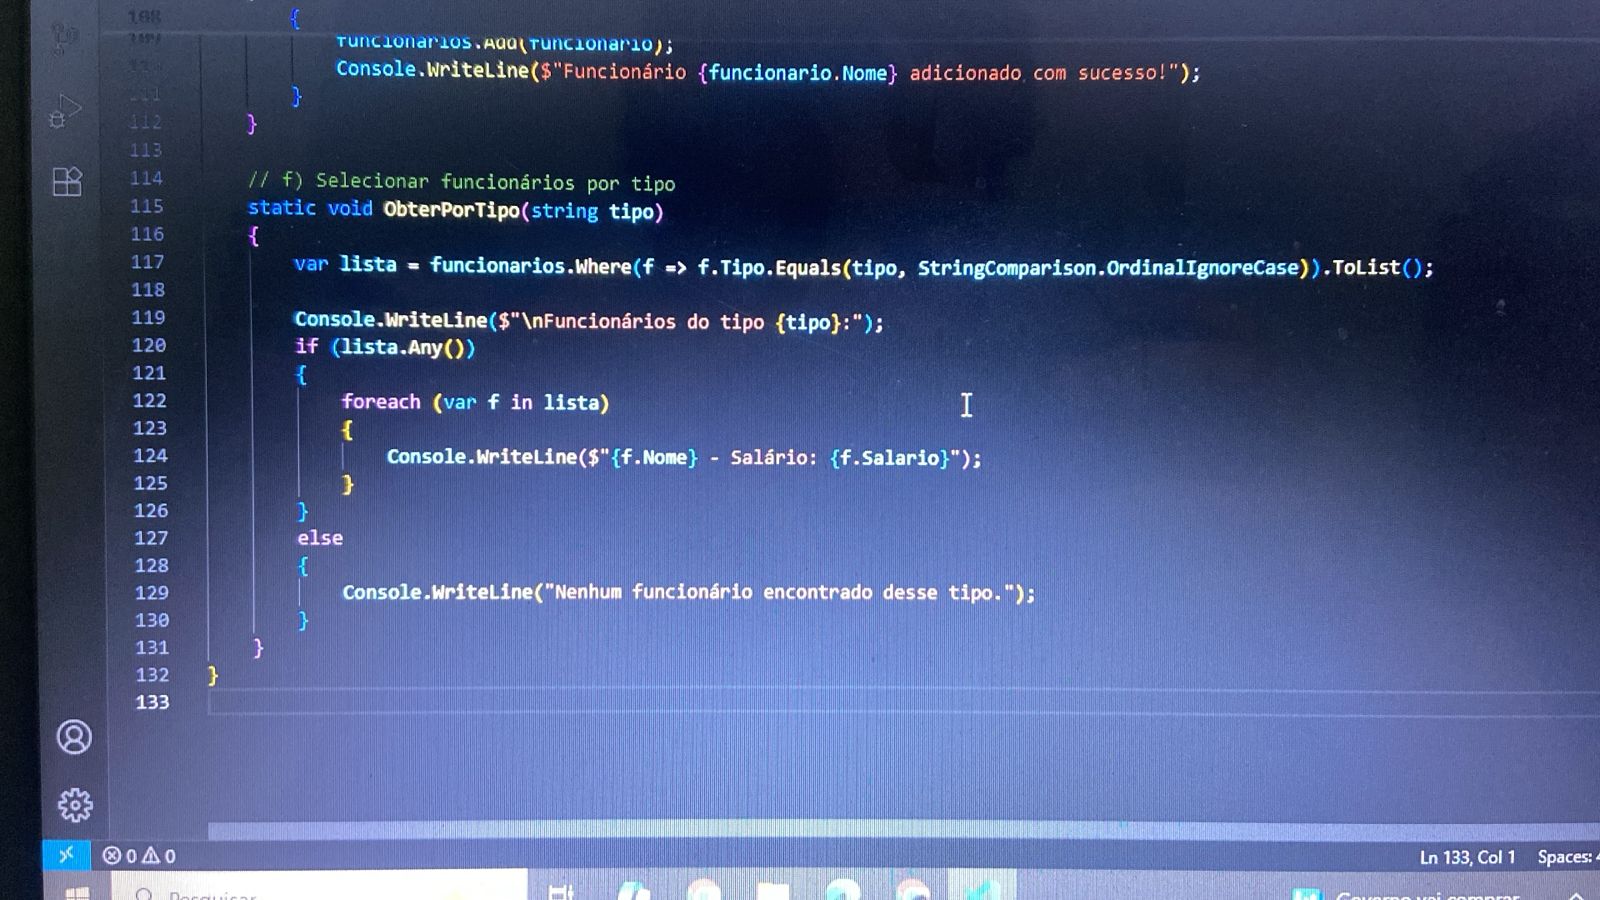 108 {
funcionarios.Add(funcionario);
Console.WriteLine($"Funcionário {funcionario.Nome} adicionado com sucesso!");
111 }
112 }
113
114 // f) Selecionar funcionários por tipo
115 static void ObterPorTipo(string tipo)
116 {
117 var lista = funcionarios.Where(f => f.Tipo.Equals(tipo, StringComparison.OrdinalIgnoreCase)).ToList();
118
119 Console.WriteLine($"\nFuncionários do tipo {tipo}:");
120 if (lista.Any())
121 {
122 foreach (var f in lista)
123 {
124 Console.WriteLine($"{f.Nome} - Salário: {f.Salario}");
125 }
126 }
127 else
128 {
129 Console.WriteLine("Nenhum funcionário encontrado desse tipo.");
130 }
131 }
132 }
133
0 0 Ln 133, Col 1 Spaces:
Pesquisar Governo vai comprar